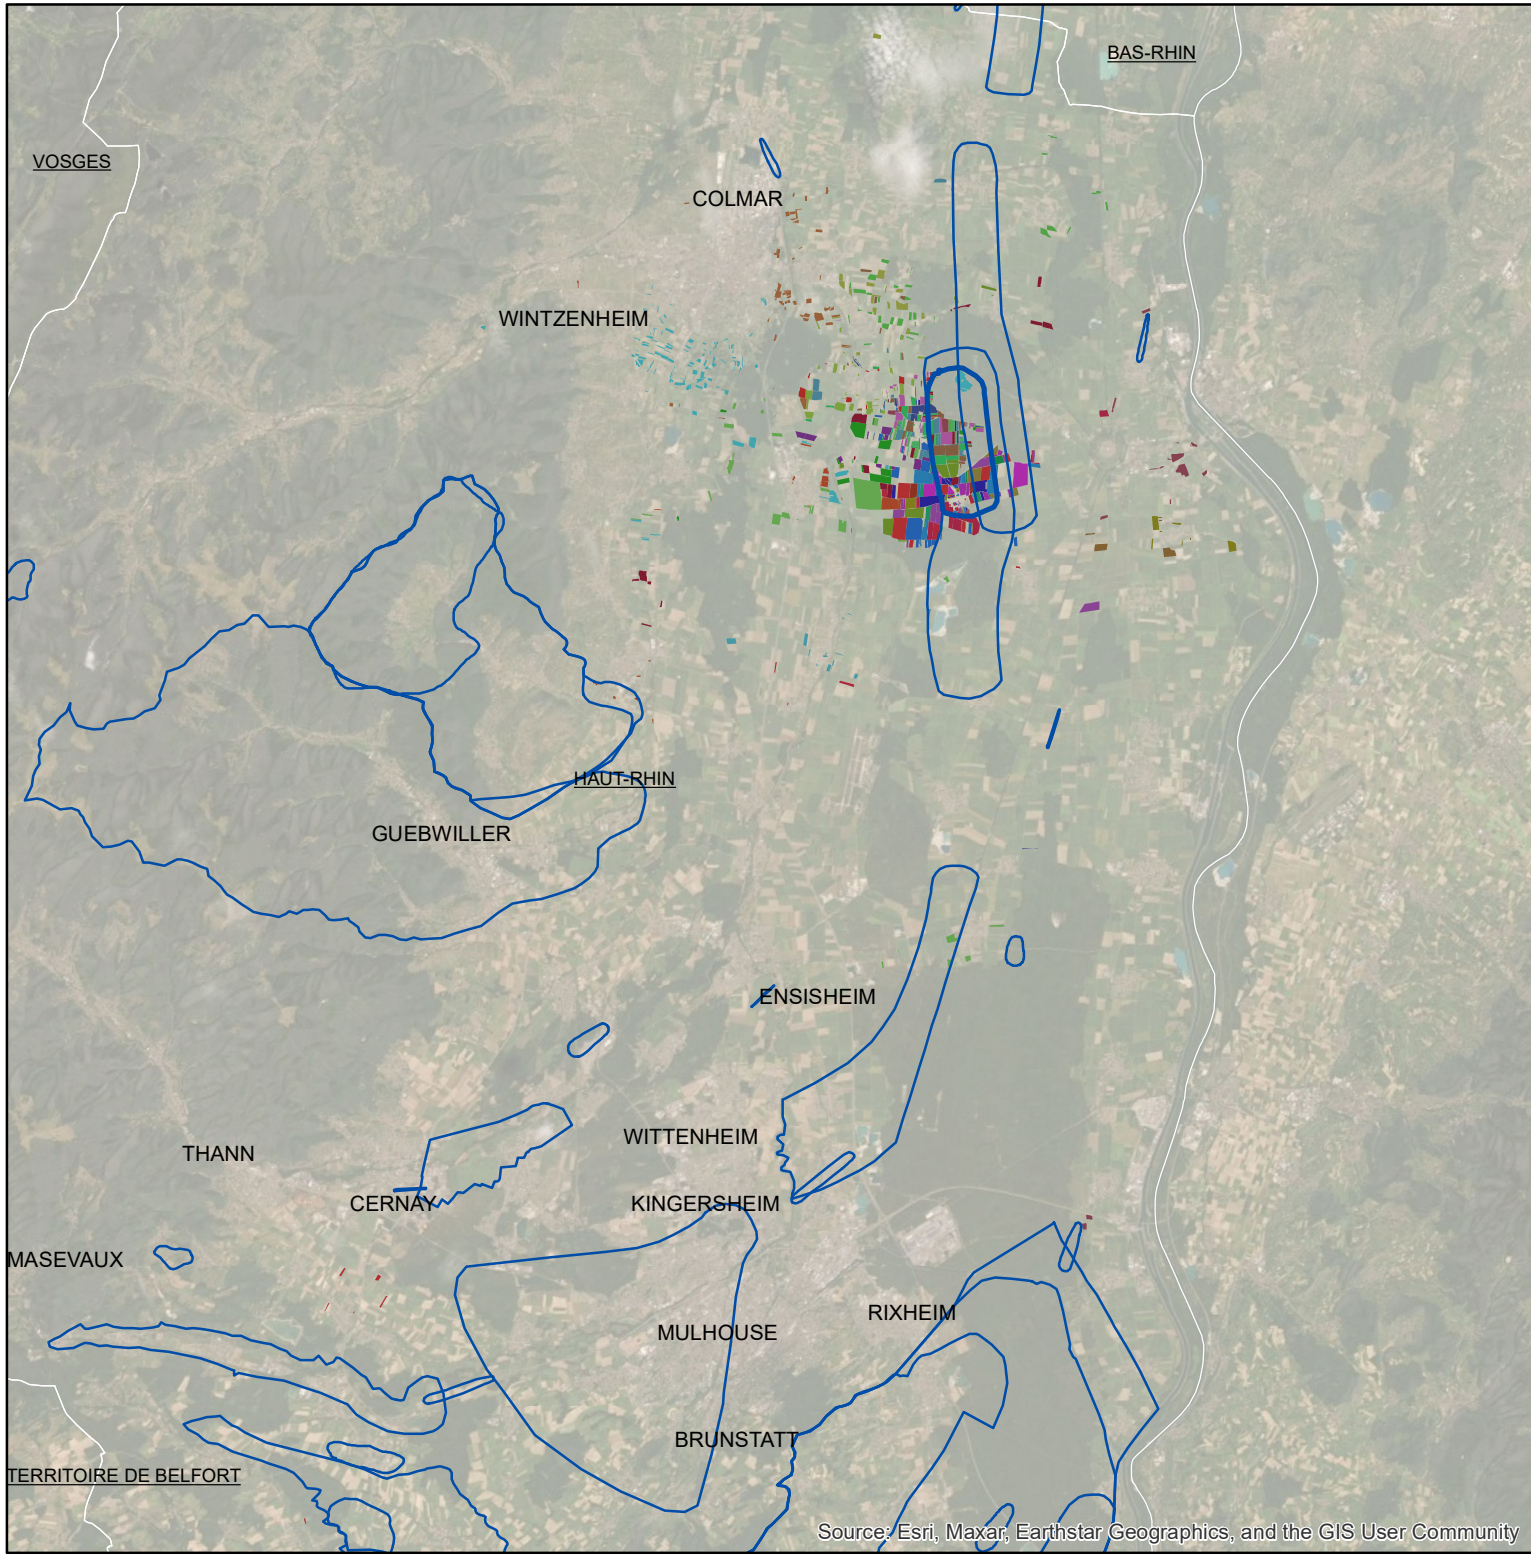 BAS-RHIN
VOSGES
COLMAR
WINTZENHEIM
HAUT-RHIN
GUEBWILLER
ENSISHEIM
WITTENHEIM
THANN
CERNAY
KINGERSHEIM
MASEVAUX
RIXHEIM
MULHOUSE
BRUNSTATT
TERRITOIRE DE BELFORT
Source: Esri, Maxar, Earthstar Geographics, and the GIS User Community